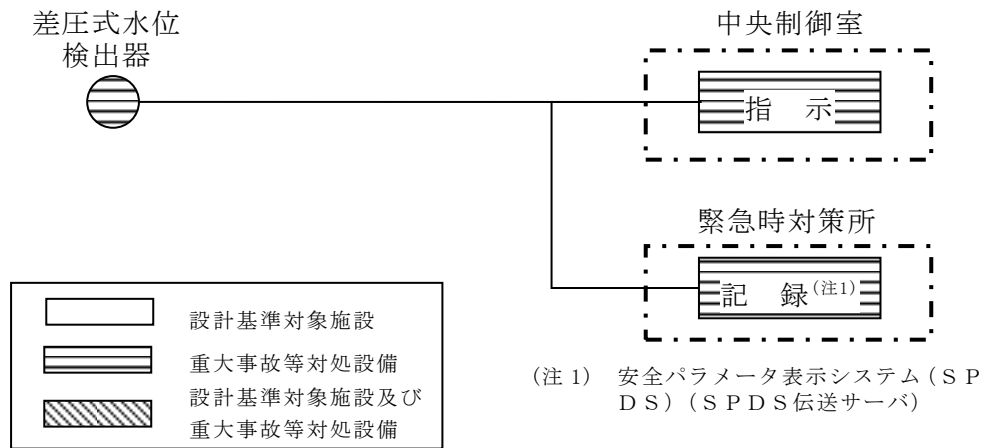 差圧式水位
検出器
中央制御室
指　示
緊急時対策所
記　録(注1)
設計基準対象施設
重大事故等対処設備
設計基準対象施設及び
重大事故等対処設備
(注 1)　安全パラメータ表示システム(ＳＰ
ＤＳ)(ＳＰＤＳ伝送サーバ)